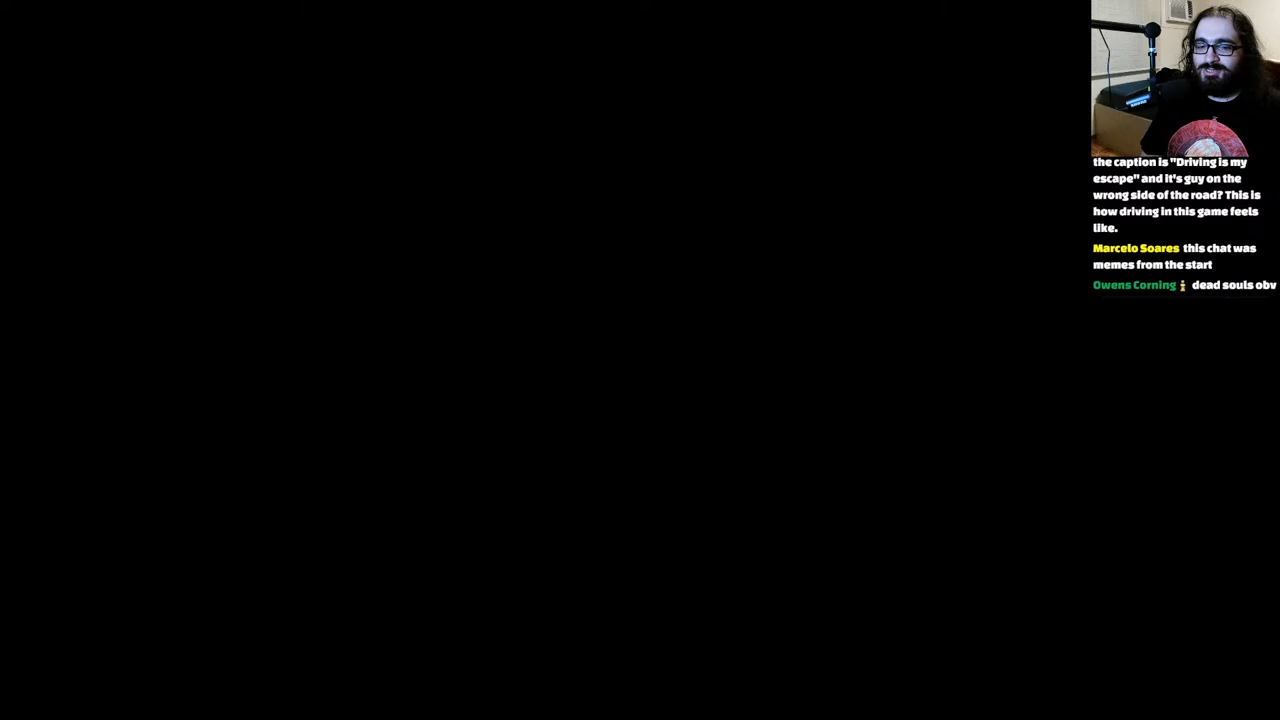 the caption is "Driving is my
escape" and it's guy on the
wrong side of the road? This is
how driving in this game feels
like.
Marcelo Soares this chat was
memes from the start
Owens Corning dead souls obv